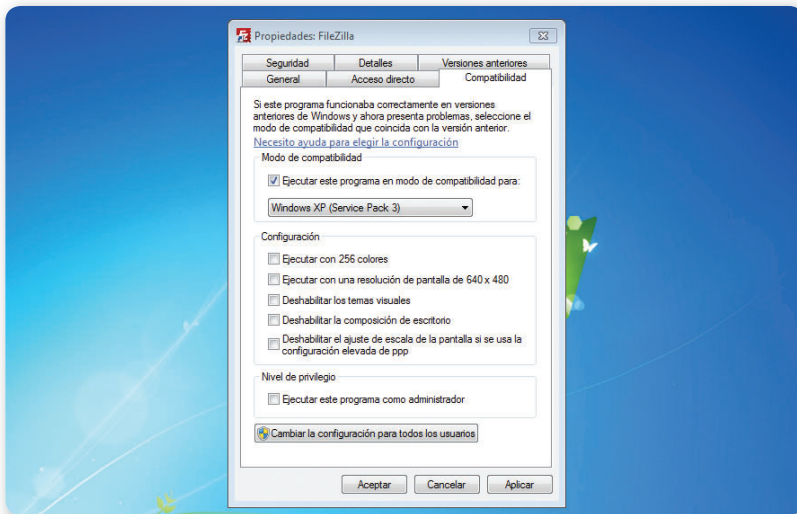 Propiedades: FileZilla
Seguridad Detalles Versiones anteriores
General Acceso directo Compatibilidad
Si este programa funcionaba correctamente en versiones
anteriores de Windows y ahora presenta problemas, seleccione el
modo de compatibilidad que coincida con la versión anterior.
Necesito ayuda para elegir la configuración
Modo de compatibilidad
Ejecutar este programa en modo de compatibilidad para:
Windows XP (Service Pack 3)
Configuración
Ejecutar con 256 colores
Ejecutar con una resolución de pantalla de 640 x 480
Deshabilitar los temas visuales
Deshabilitar la composición de escritorio
Deshabilitar el ajuste de escala de la pantalla si se usa la
configuración elevada de ppp
Nivel de privilegio
Ejecutar este programa como administrador
Cambiar la configuración para todos los usuarios
Aceptar Cancelar Aplicar